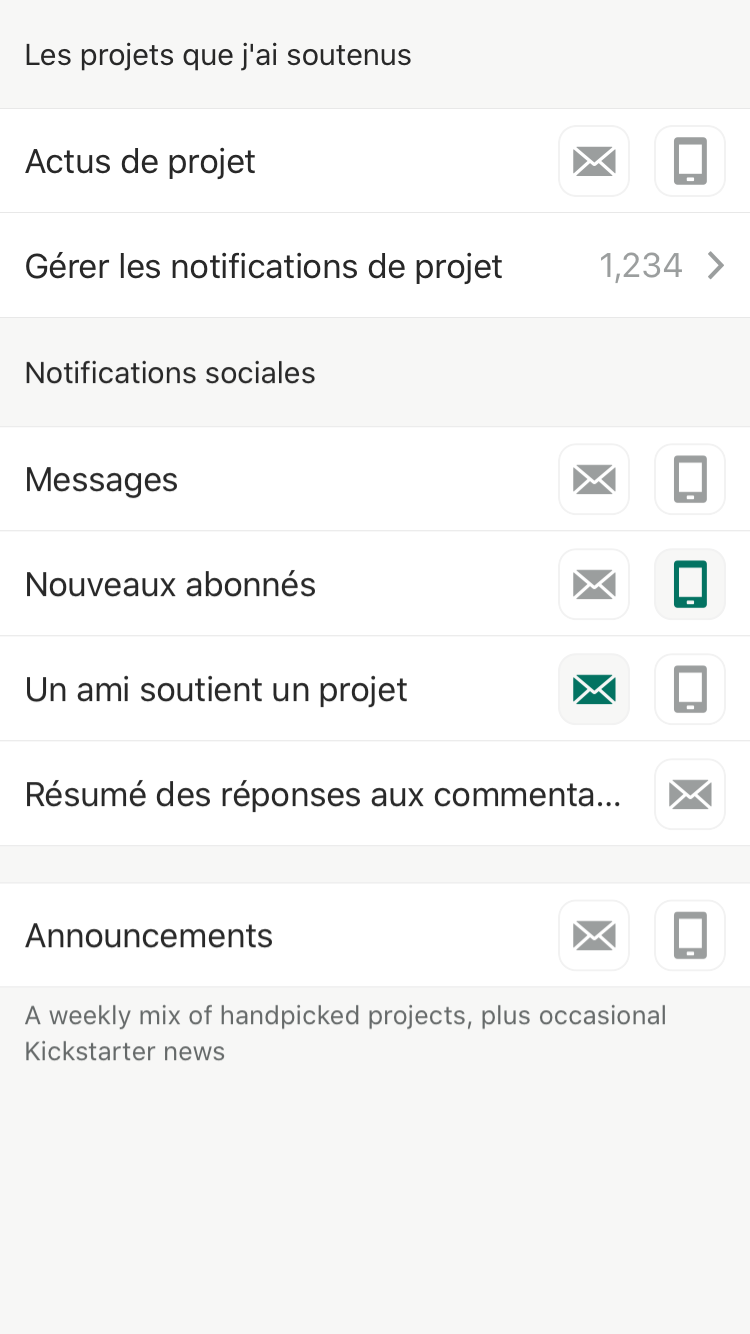 Les projets que j'ai soutenus
Actus de projet
Gérer les notifications de projet 1,234
Notifications sociales
Messages
Nouveaux abonnés
Un ami soutient un projet
Résumé des réponses aux commenta...
Announcements
A weekly mix of handpicked projects, plus occasional
Kickstarter news